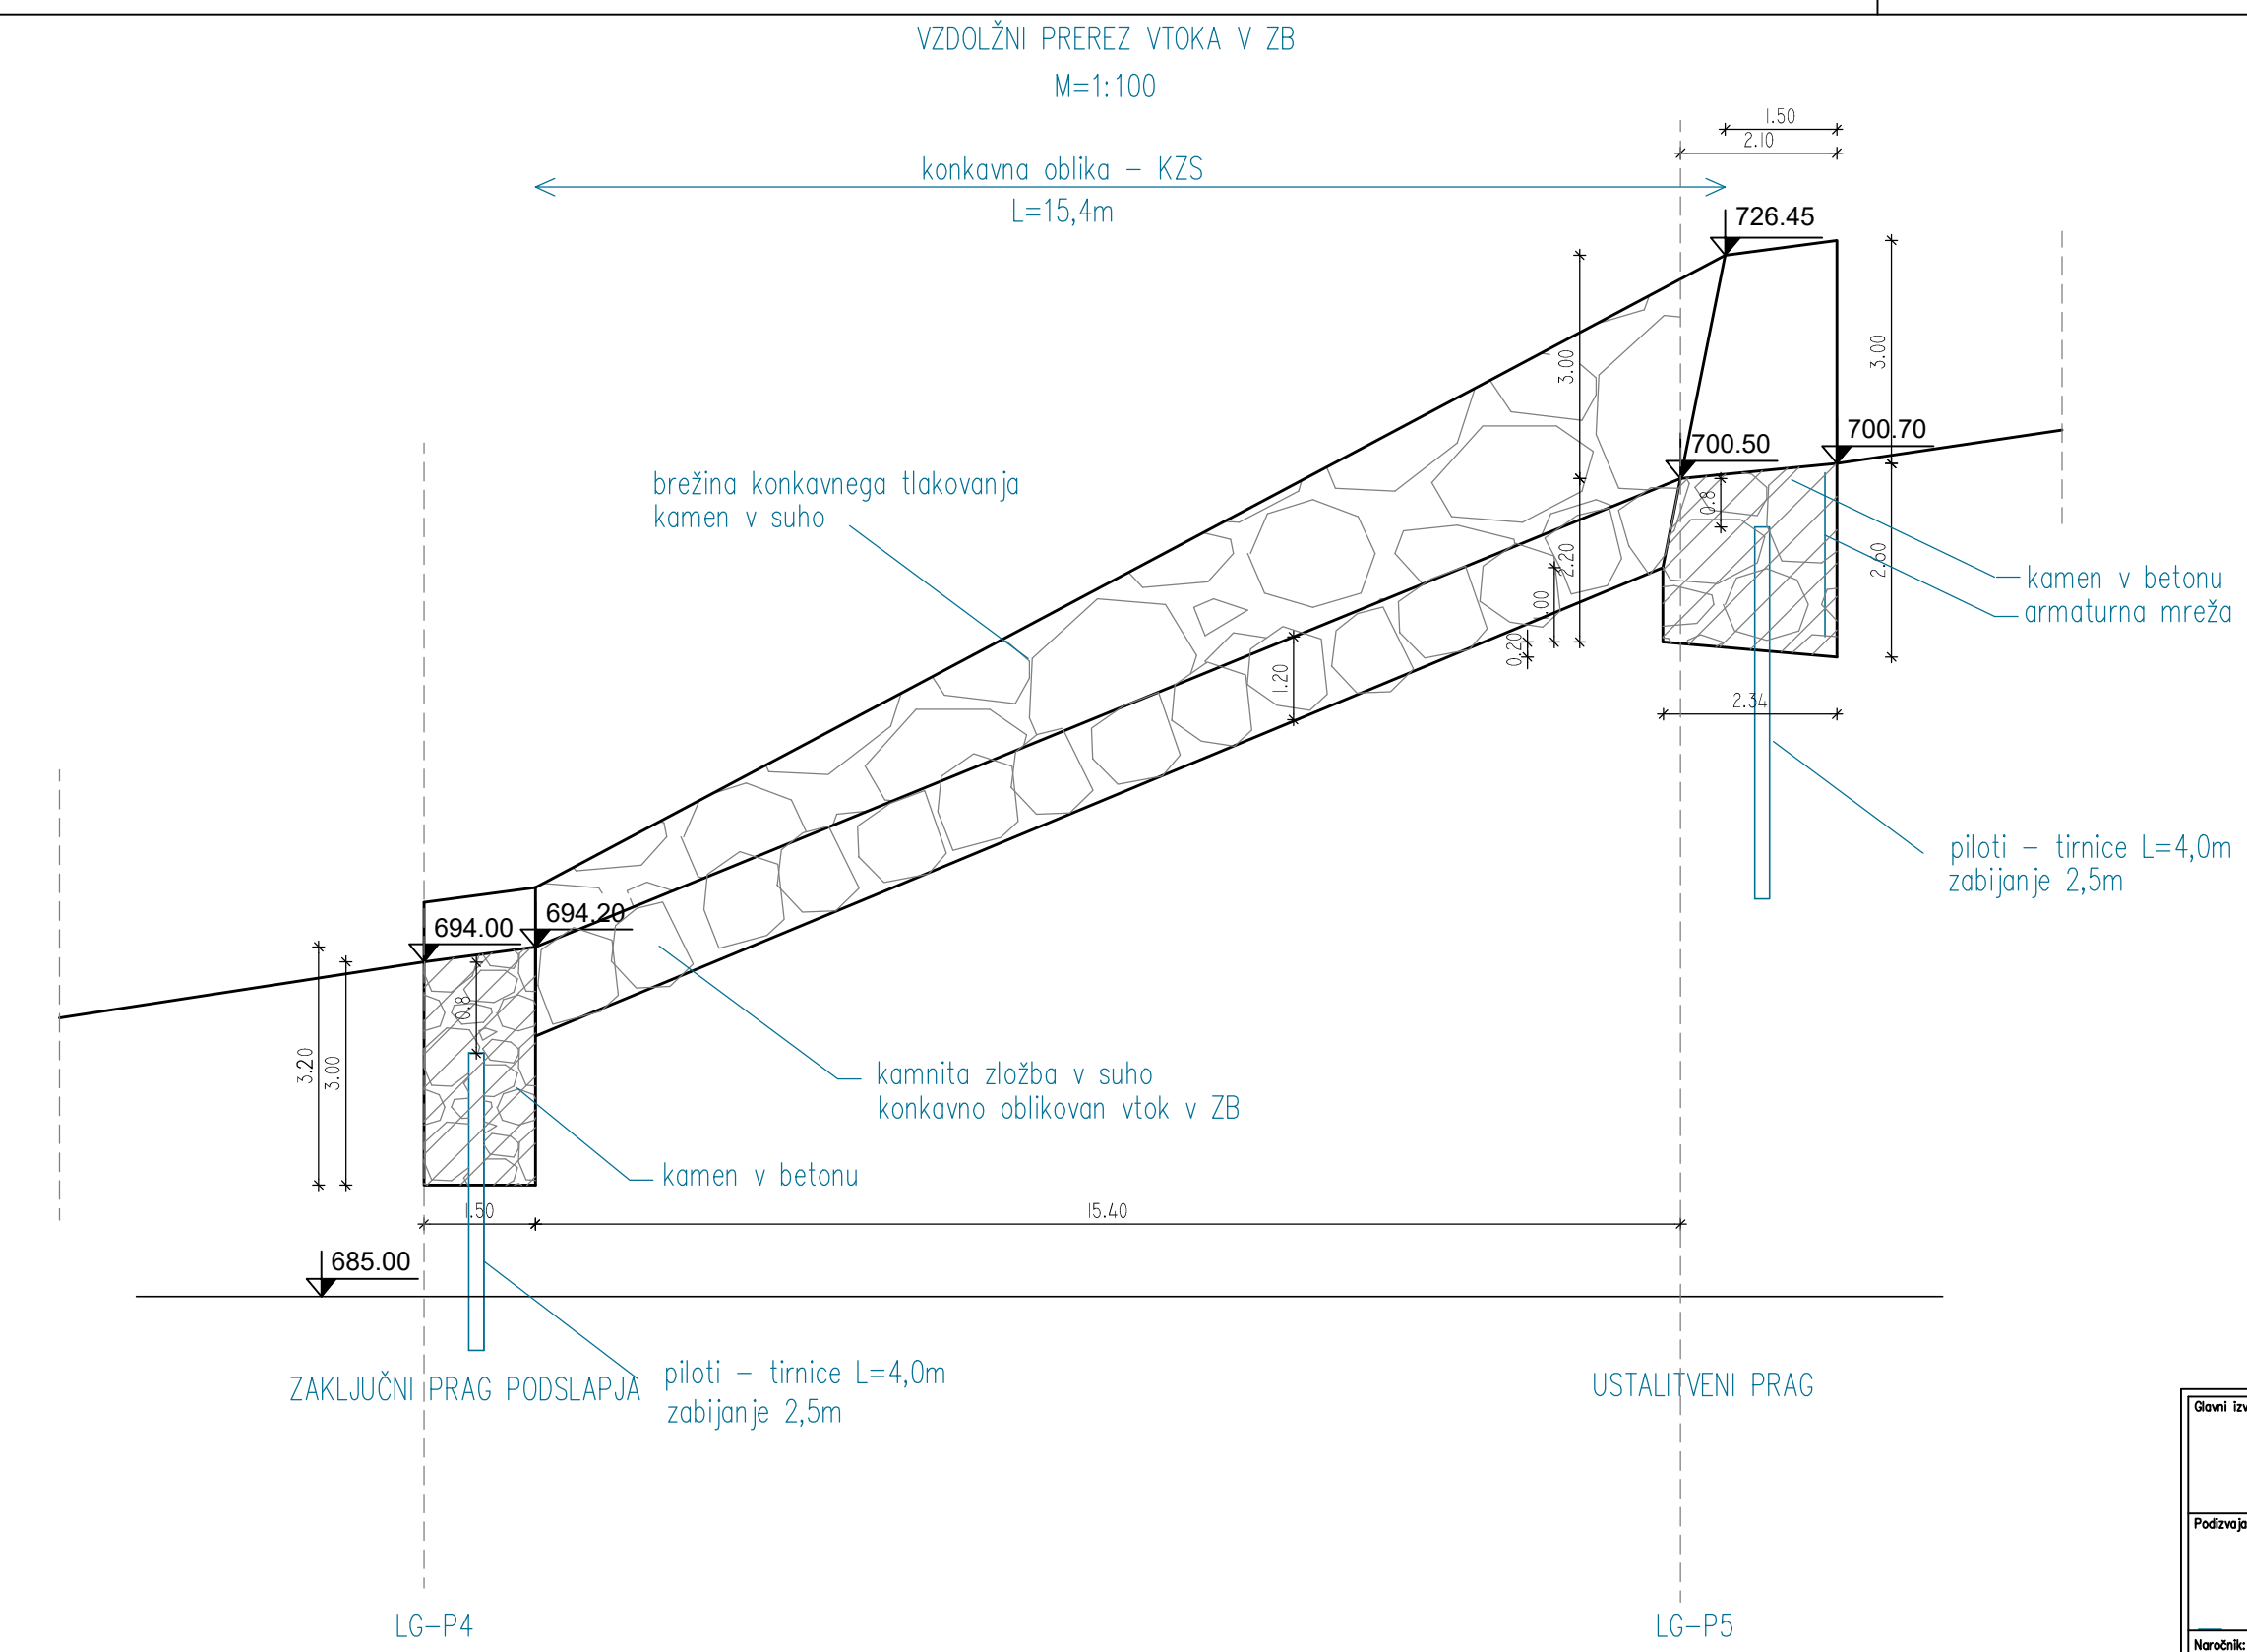 VZDOLŽNI PREREZ VTOKA V ZB
M=1:100
1.50
2.10
konkavna oblika – KZS
L=15,4m
726.45
3.00
3.00
700.50
700.70
brežina konkavnega tlakovanja
kamen v suho
0.8
2.20
2.60
kamen v betonu
armaturna mreža
.00
0.20
1.20
2.34
piloti – tirnice L=4,0m
zabijanje 2,5m
694.00
694.20
0.8
3.20
3.00
kamnita zložba v suho
konkavno oblikovan vtok v ZB
kamen v betonu
1.50
15.40
685.00
ZAKLJUČNI PRAG PODSLAPJA
piloti – tirnice L=4,0m
zabijanje 2,5m
USTALITVENI PRAG
Glavni izv
Podizvaja
LG–P4
LG–P5
Naročnik: